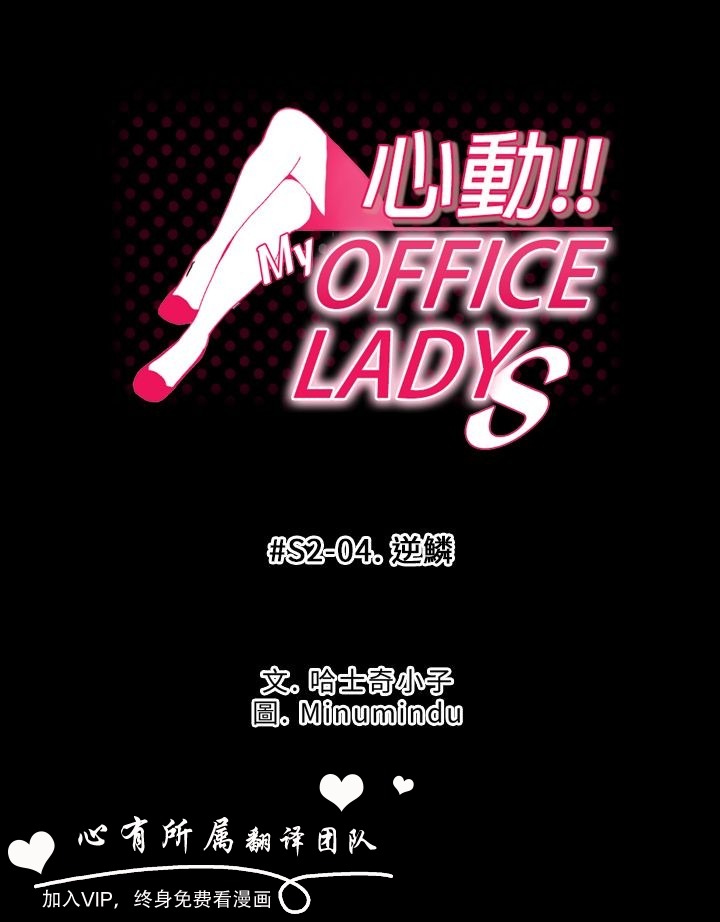 心動!!
My OFFICE
LADYS
#S2-04. 逆鱗
文. 哈士奇小子
圖. Minumindu
心有所属翻译团队
加入VIP，终身免费看漫画